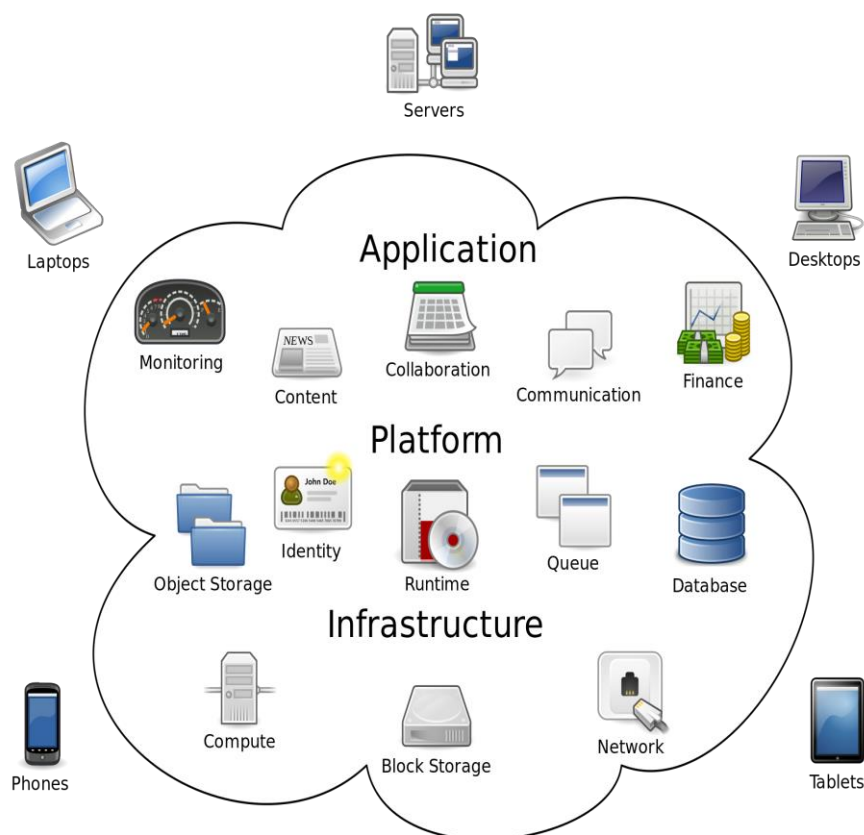 Servers
Laptops
Desktops
Application
Monitoring
NEWS
Content
Collaboration
Communication
Finance
Platform
John Doe
Object Storage
Identity
Runtime
Queue
Database
Infrastructure
Compute
Block Storage
Network
Phones
Tablets